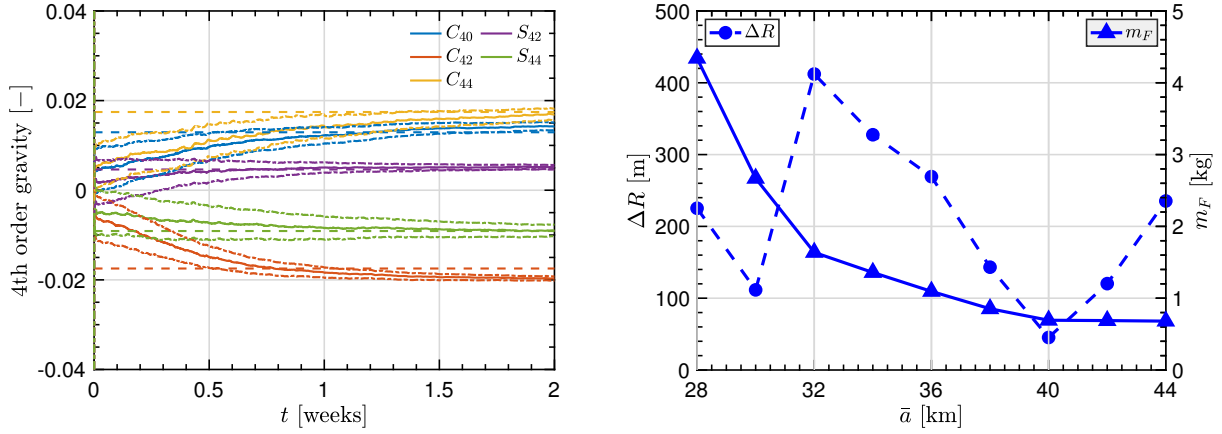 4th order gravity [−]
0.04
0.02
0
-0.02
-0.04
C40 S42
C42 S44
C44
0 0.5 1 1.5 2
t [weeks]
ΔR [m]
500
400
300
200
100
0
ΔR
m_F
5
4
3
2
1
0
m_F [kg]
28 32 36 40 44
ā [km]